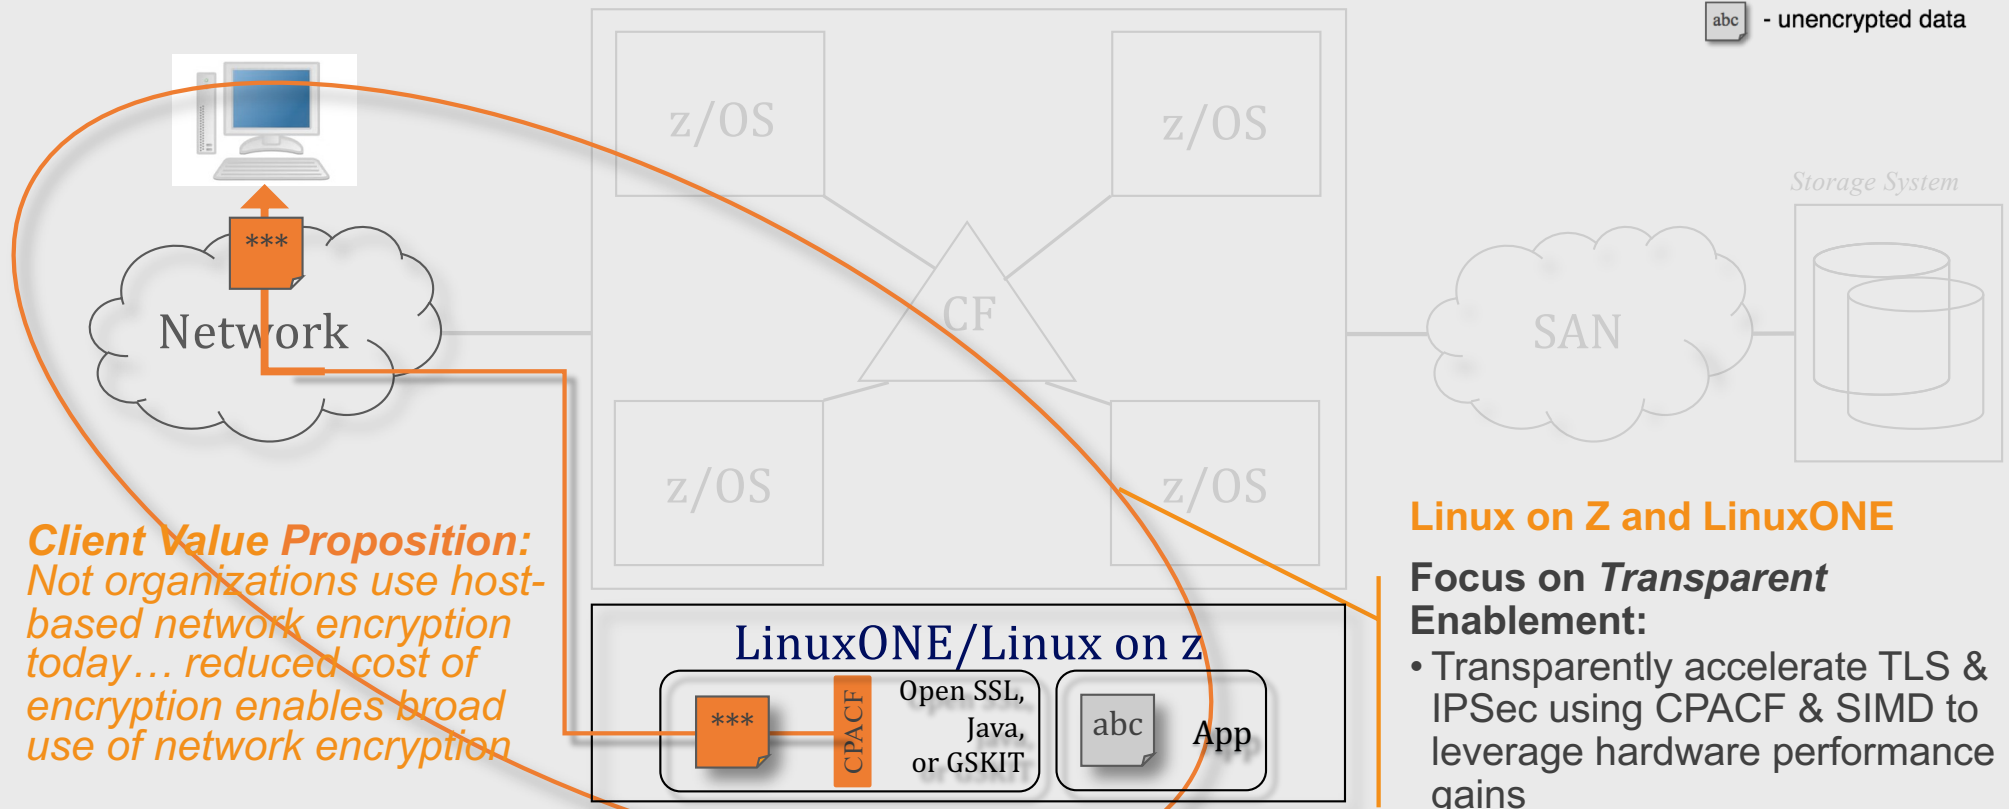 abc - unencrypted data
z/OS
z/OS
Storage System
***
Network
CF
SAN
z/OS
z/OS
Client Value Proposition:
Not organizations use host-
based network encryption
today… reduced cost of
encryption enables broad
use of network encryption
LinuxONE/Linux on z
***
CPACF
Open SSL,
Java,
or GSKIT
abc
App
Linux on Z and LinuxONE
Focus on Transparent
Enablement:
• Transparently accelerate TLS &
IPSec using CPACF & SIMD to
leverage hardware performance
gains